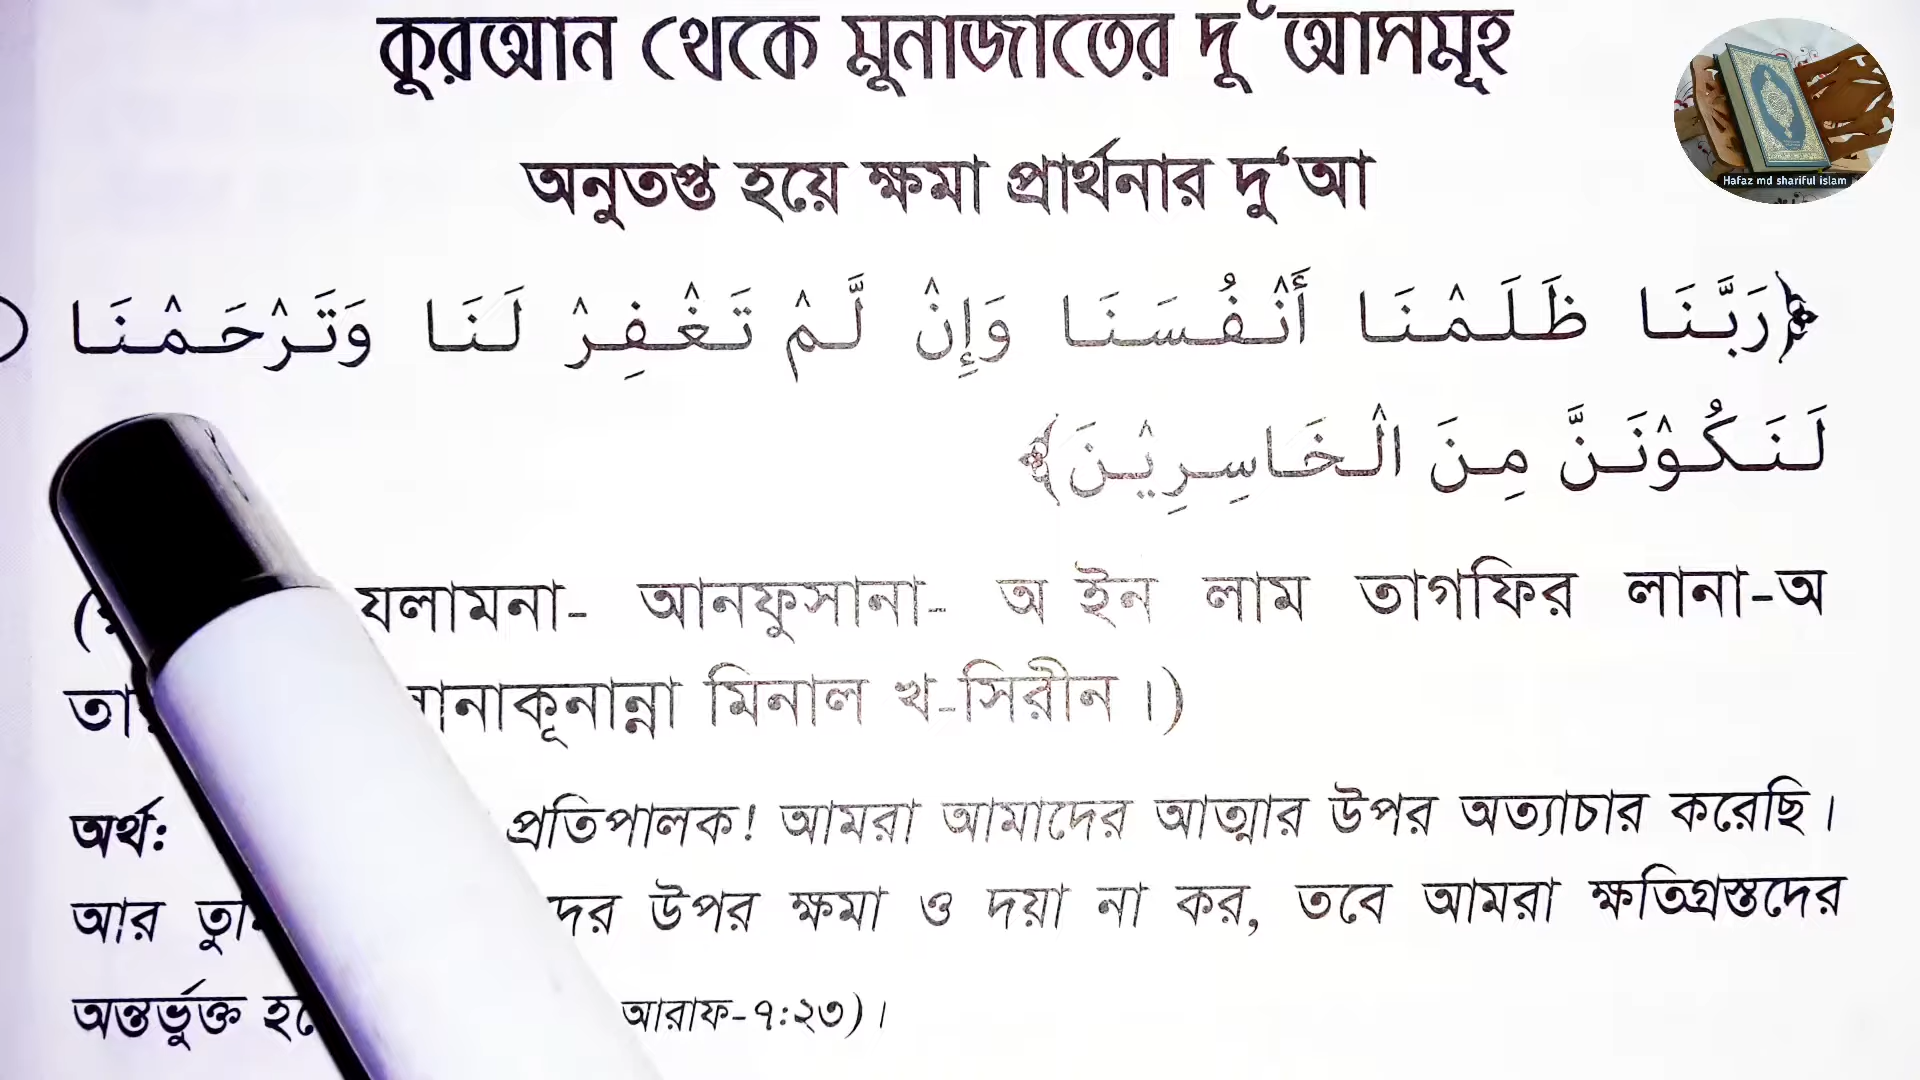 কুরআন থেকে মুনাজাতের দু‘আসমূহ
Hafaz md shariful islam
অনুতপ্ত হয়ে ক্ষমা প্রার্থনার দু‘আ
﴿رَبَّنَا ظَلَمْنَا أَنْفُسَنَا وَإِنْ لَّمْ تَغْفِرْ لَنَا وَتَرْحَمْنَا
لَنَكُوْنَنَّ مِنَ الْخَاسِرِيْنَ﴾
যলামনা- আনফুসানা- অ ইন লাম তাগফির লানা-অ
মিনাল খ-সিরীন।)
অর্থ: প্রতিপালক! আমরা আমাদের আত্মার উপর অত্যাচার করেছি।
আর উপর ক্ষমা ও দয়া না কর, তবে আমরা ক্ষতিগ্রস্তদের
অন্তর্ভুক্ত আরাফ-৭:২৩)।